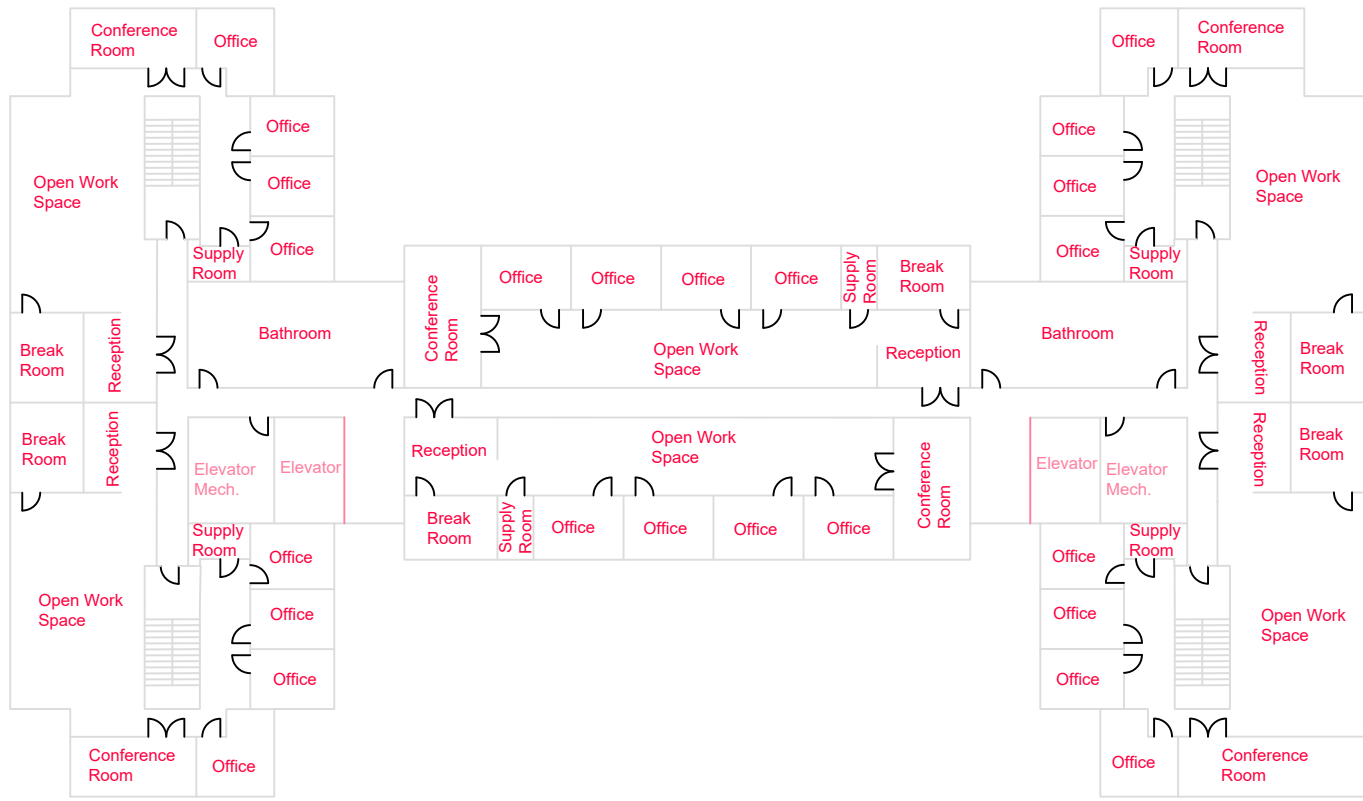 Conference
Room
Office
Office
Conference
Room
Office
Office
Open Work
Space
Office
Office
Open Work
Space
Office
Office
Supply
Room
Supply
Room
Conference
Room
Office
Office
Office
Office
Supply
Room
Break
Room
Break
Room
Reception
Bathroom
Open Work
Space
Reception
Bathroom
Reception
Break
Room
Break
Room
Reception
Elevator
Mech.
Elevator
Reception
Open Work
Space
Conference
Room
Elevator
Elevator
Mech.
Reception
Break
Room
Break
Room
Supply
Room
Office
Office
Office
Office
Supply
Room
Office
Supply
Room
Office
Open Work
Space
Office
Office
Open Work
Space
Office
Office
Conference
Room
Office
Office
Conference
Room